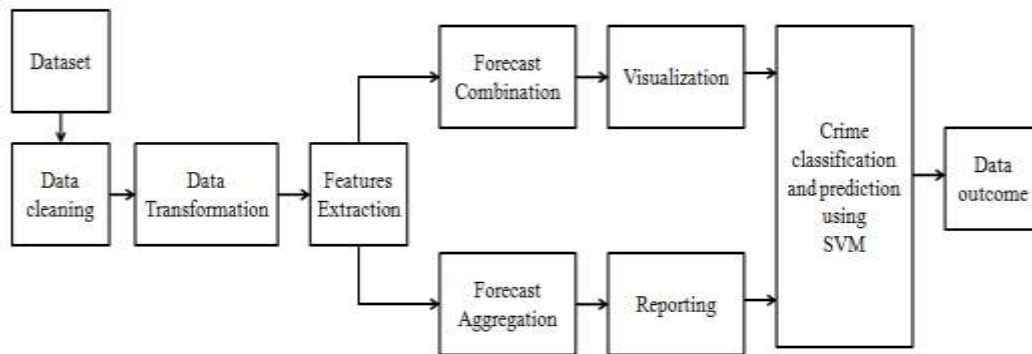 Dataset
Data
cleaning
Data
Transformation
Features
Extraction
Forecast
Combination
Visualization
Forecast
Aggregation
Reporting
Crime
classification
and prediction
using
SVM
Data
outcome